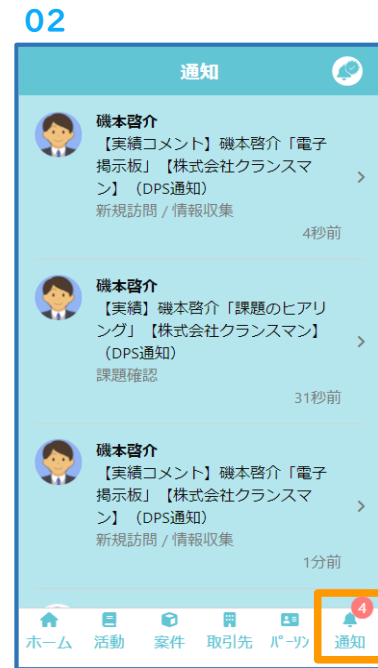 02
通知
磯本啓介
【実績コメント】磯本啓介「電子
掲示板」【株式会社クランスマ
ン】（DPS通知）
新規訪問 / 情報収集
4秒前
磯本啓介
【実績】磯本啓介「課題のヒアリ
ング」【株式会社クランスマン】
（DPS通知）
課題確認
31秒前
磯本啓介
【実績コメント】磯本啓介「電子
掲示板」【株式会社クランスマ
ン】（DPS通知）
新規訪問 / 情報収集
1分前
4
ホーム 活動 案件 取引先 ﾊﾟｰｿﾝ 通知